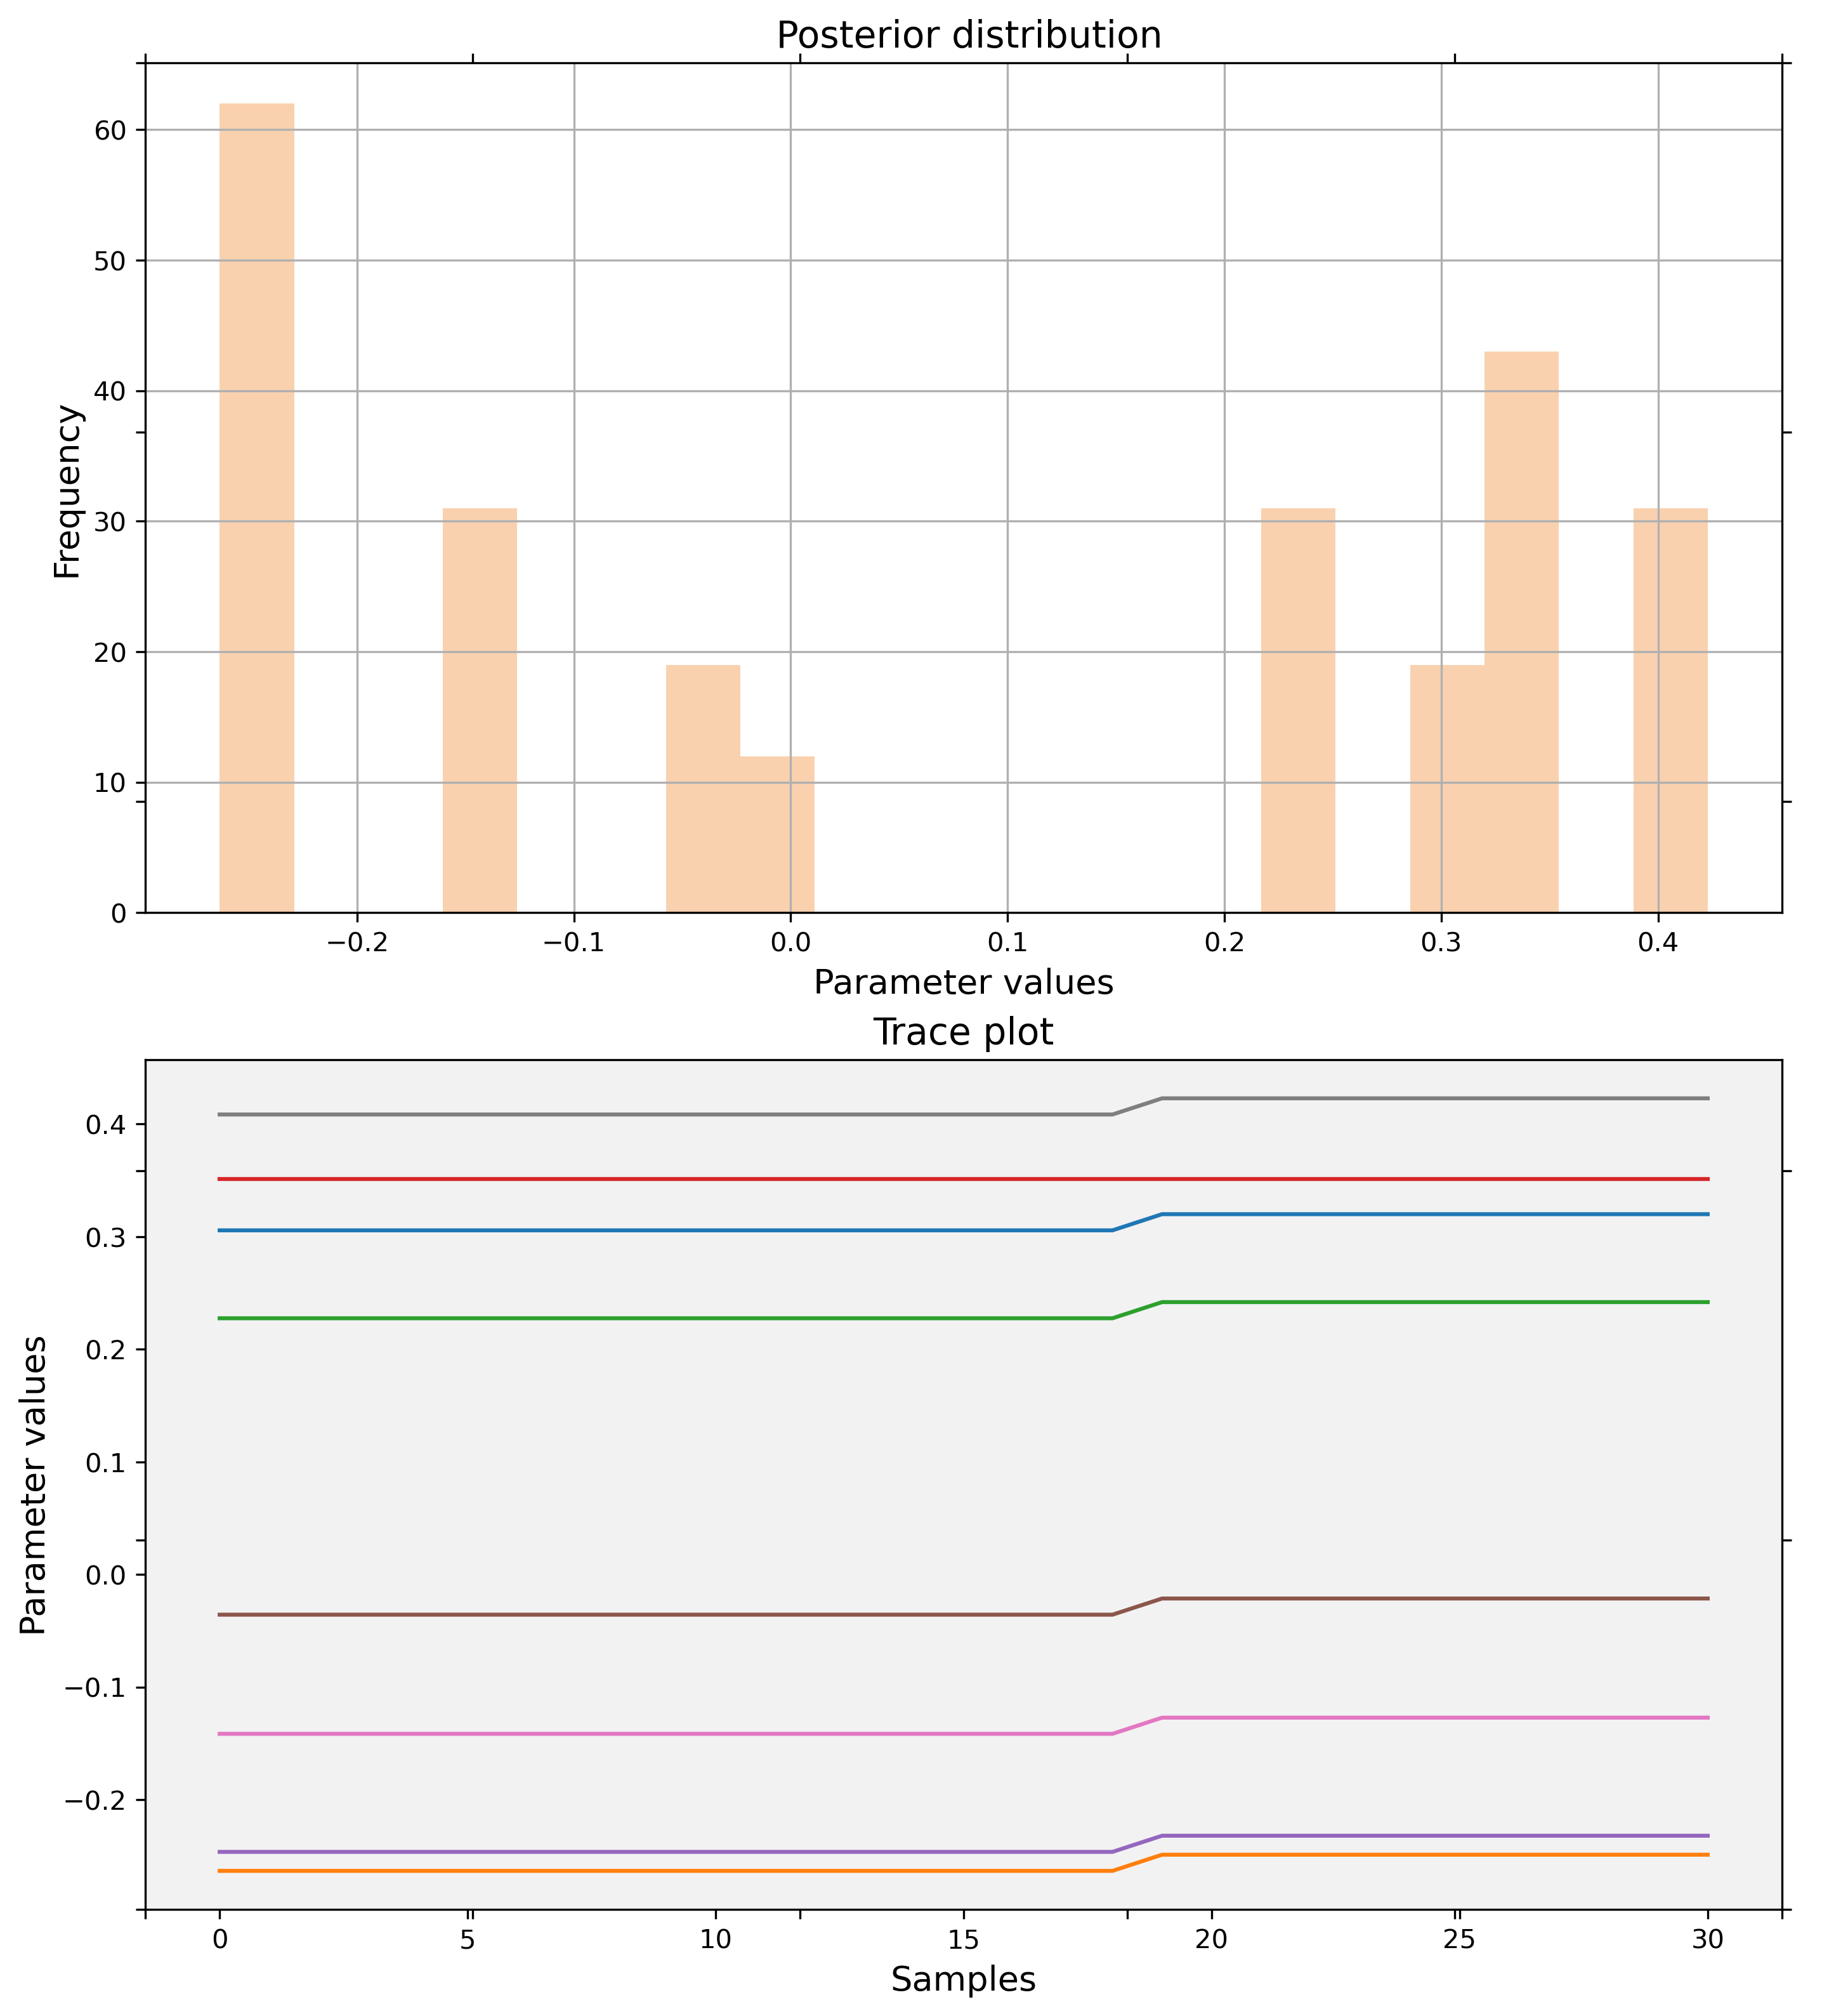 Posterior distribution
60
50
40
30
20
10
0
Frequency
−0.2 −0.1 0.0 0.1 0.2 0.3 0.4
Parameter values
Trace plot
0.4
0.3
0.2
0.1
0.0
−0.1
−0.2
Parameter values
0 5 10 15 20 25 30
Samples